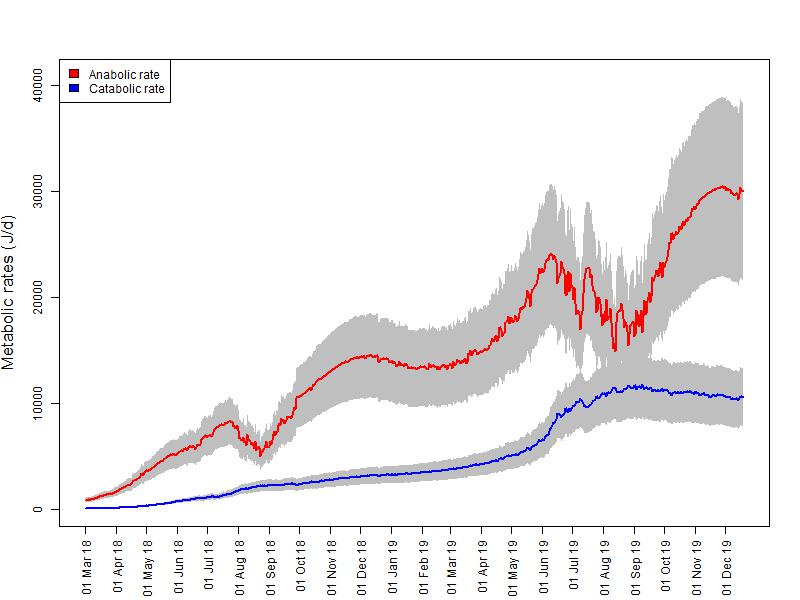 Anabolic rate
Catabolic rate
Metabolic rates (J/d)
40000
30000
20000
10000
0
01 Mar 18
01 Apr 18
01 May 18
01 Jun 18
01 Jul 18
01 Aug 18
01 Sep 18
01 Oct 18
01 Nov 18
01 Dec 18
01 Jan 19
01 Feb 19
01 Mar 19
01 Apr 19
01 May 19
01 Jun 19
01 Jul 19
01 Aug 19
01 Sep 19
01 Oct 19
01 Nov 19
01 Dec 19